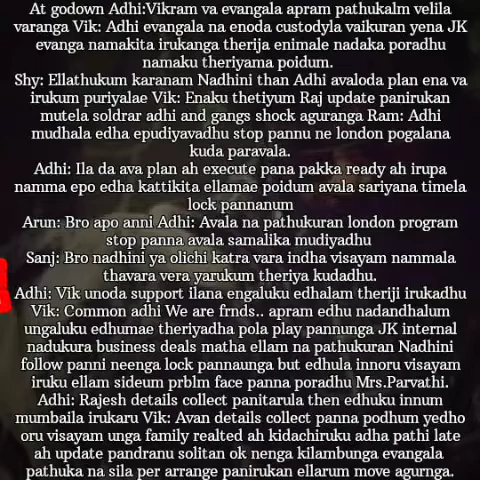 At godown Adhi:Vikram va evangala apram pathukalm velila
varanga Vik: Adhi evangala na enoda custodyla vaikuran yena JK
evanga namakita irukanga therija enimale nadaka poradhu
namaku theriyama poidum.
Shy: Ellathukum karanam Nadhini than Adhi avaloda plan ena va
irukum puriyalae Vik: Enaku thetiyum Raj update panirukan
mutela soldrar adhi and gangs shock aguranga Ram: Adhi
mudhala edha epudiyavadhu stop pannu ne london pogalana
kuda paravala.
Adhi: Ila da ava plan ah execute pana pakka ready ah irupa
namma epo edha kattikita ellamae poidum avala sariyana timela
lock pannanum
Arun: Bro apo anni Adhi: Avala na pathukuran london program
stop panna avala samalika mudiyadhu
Sanj: Bro nadhini ya olichi katra vara indha visayam nammala
thavara vera yarukum theriya kudadhu.
Adhi: Vik unoda support ilana engaluku edhalam theriji irukadhu
Vik: Common adhi We are frnds.. apram edhu nadandhalum
ungaluku edhumae theriyadha pola play pannunga JK internal
nadukura business deals matha ellam na pathukuran Nadhini
follow panni neenga lock pannaunga but edhula innoru visayam
iruku ellam sideum prblm face panna poradhu Mrs.Parvathi.
Adhi: Rajesh details collect panitarula then edhuku innum
mumbaila irukaru Vik: Avan details collect panna podhum yedho
oru visayam unga family realted ah kidachiruku adha pathi late
ah update pandranu solitan ok nenga kilambunga evangala
pathuka na sila per arrange panirukan ellarum move agurnga.